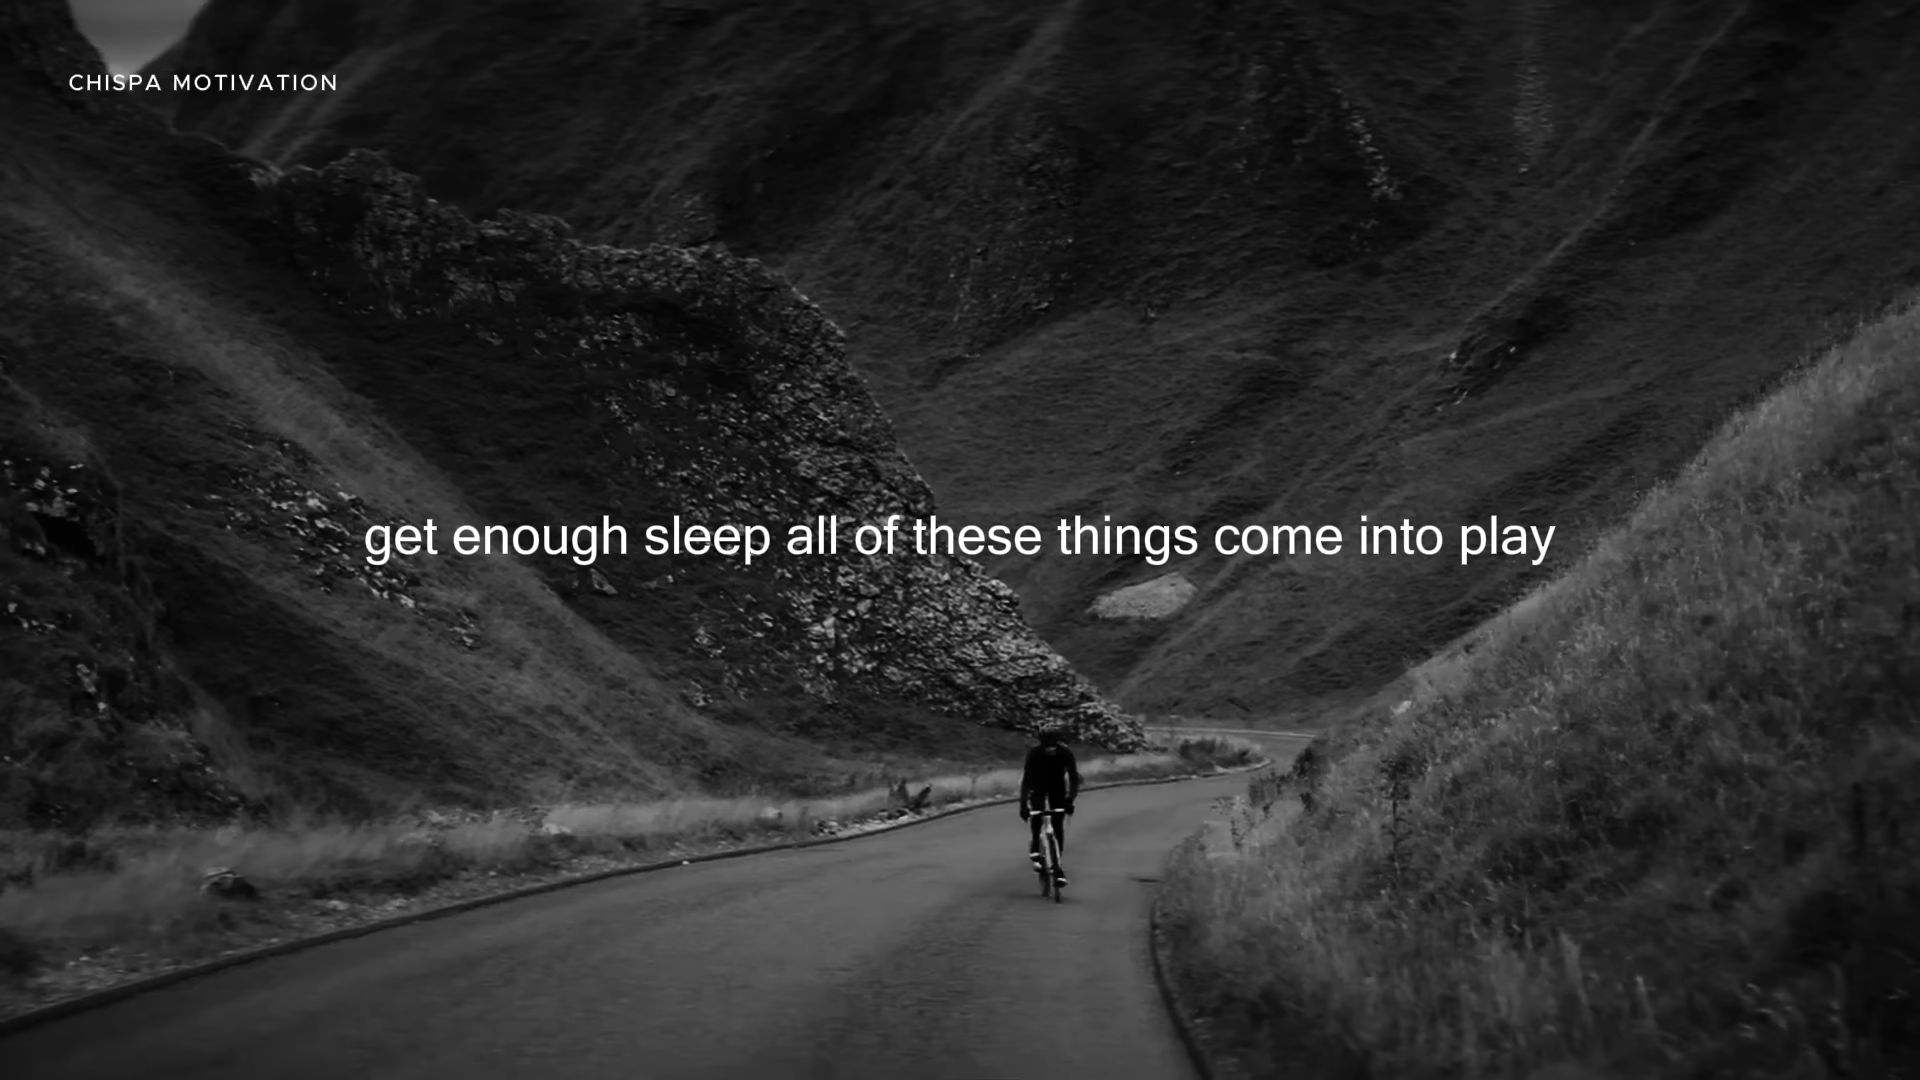 CHISPA MOTIVATION
get enough sleep all of these things come into play